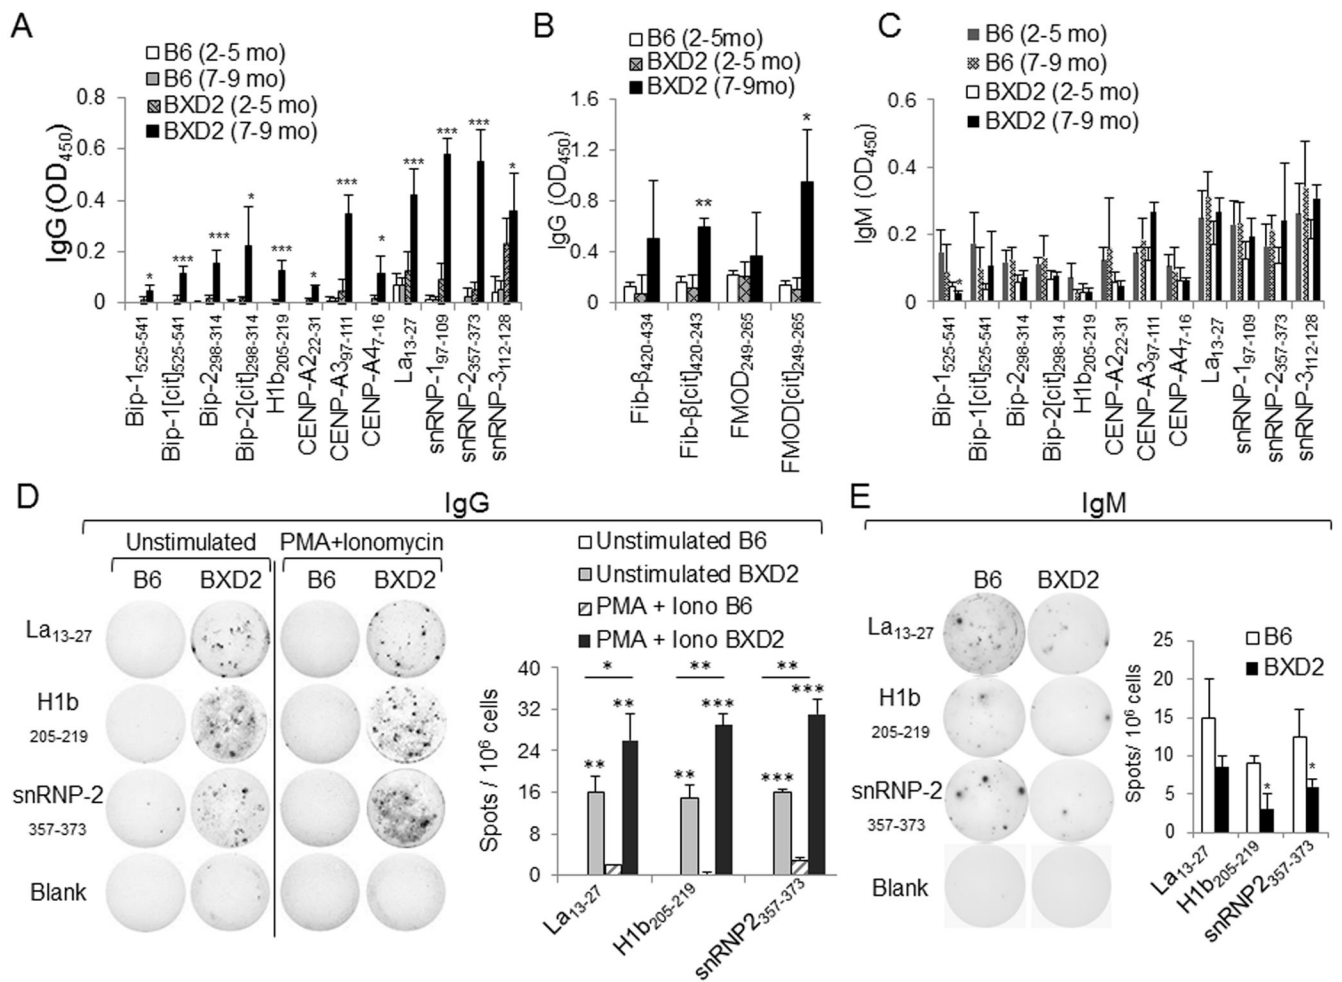 A
B6 (2-5 mo)
B6 (7-9 mo)
BXD2 (2-5 mo)
BXD2 (7-9 mo)
IgG (OD450)
0.8
0.6
0.4
0.2
0
* *** *** * *** * *** * *** *** *** *
Bip-1525-541
Bip-1[cit]525-541
Bip-2298-314
Bip-2[cit]298-314
H1b205-219
CENP-A222-31
CENP-A397-111
CENP-A47-16
La13-27
snRNP-197-109
snRNP-2357-373
snRNP-3112-128
B
B6 (2-5mo)
BXD2 (2-5 mo)
BXD2 (7-9mo)
IgG (OD450)
1.6
1.2
0.8
0.4
0
** *
Fib-β420-434
Fib-β[cit]420-243
FMOD249-265
FMOD[cit]249-265
C
B6 (2-5 mo)
B6 (7-9 mo)
BXD2 (2-5 mo)
BXD2 (7-9 mo)
IgM (OD450)
0.6
0.4
0.2
0
*
Bip-1525-541
Bip-1[cit]525-541
Bip-2298-314
Bip-2[cit]298-314
H1b205-219
CENP-A222-31
CENP-A397-111
CENP-A47-16
La13-27
snRNP-197-109
snRNP-2357-373
snRNP-3112-128
D
IgG
Unstimulated
PMA+Ionomycin
B6 BXD2 B6 BXD2
La13-27
H1b
205-219
snRNP-2
357-373
Blank
Unstimulated B6
Unstimulated BXD2
PMA + Iono B6
PMA + Iono BXD2
Spots / 10^6 cells
40
32
24
16
8
0
* ** **
** ** ** *** *** ***
La13-27
H1b205-219
snRNP2357-373
E
IgM
B6 BXD2
La13-27
H1b
205-219
snRNP-2
357-373
Blank
B6
BXD2
Spots/ 10^6 cells
25
20
15
10
5
0
* *
La13-27
H1b205-219
snRNP2357-373